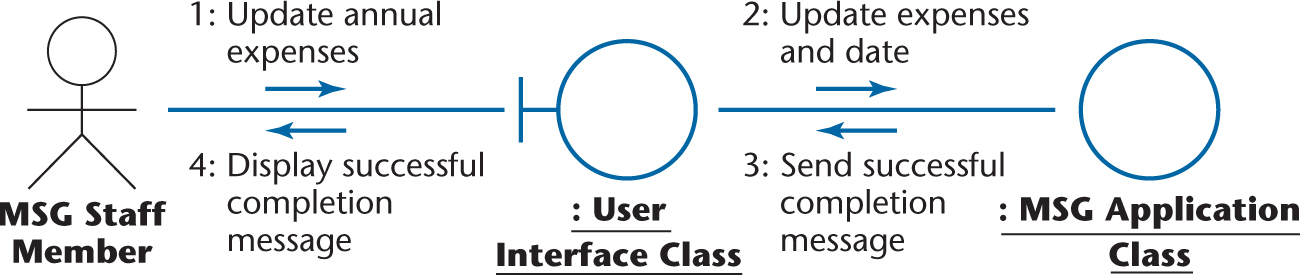 1: Update annual
expenses
2: Update expenses
and date
4: Display successful
completion
message
3: Send successful
completion
message
MSG Staff
Member
: User
Interface Class
: MSG Application
Class